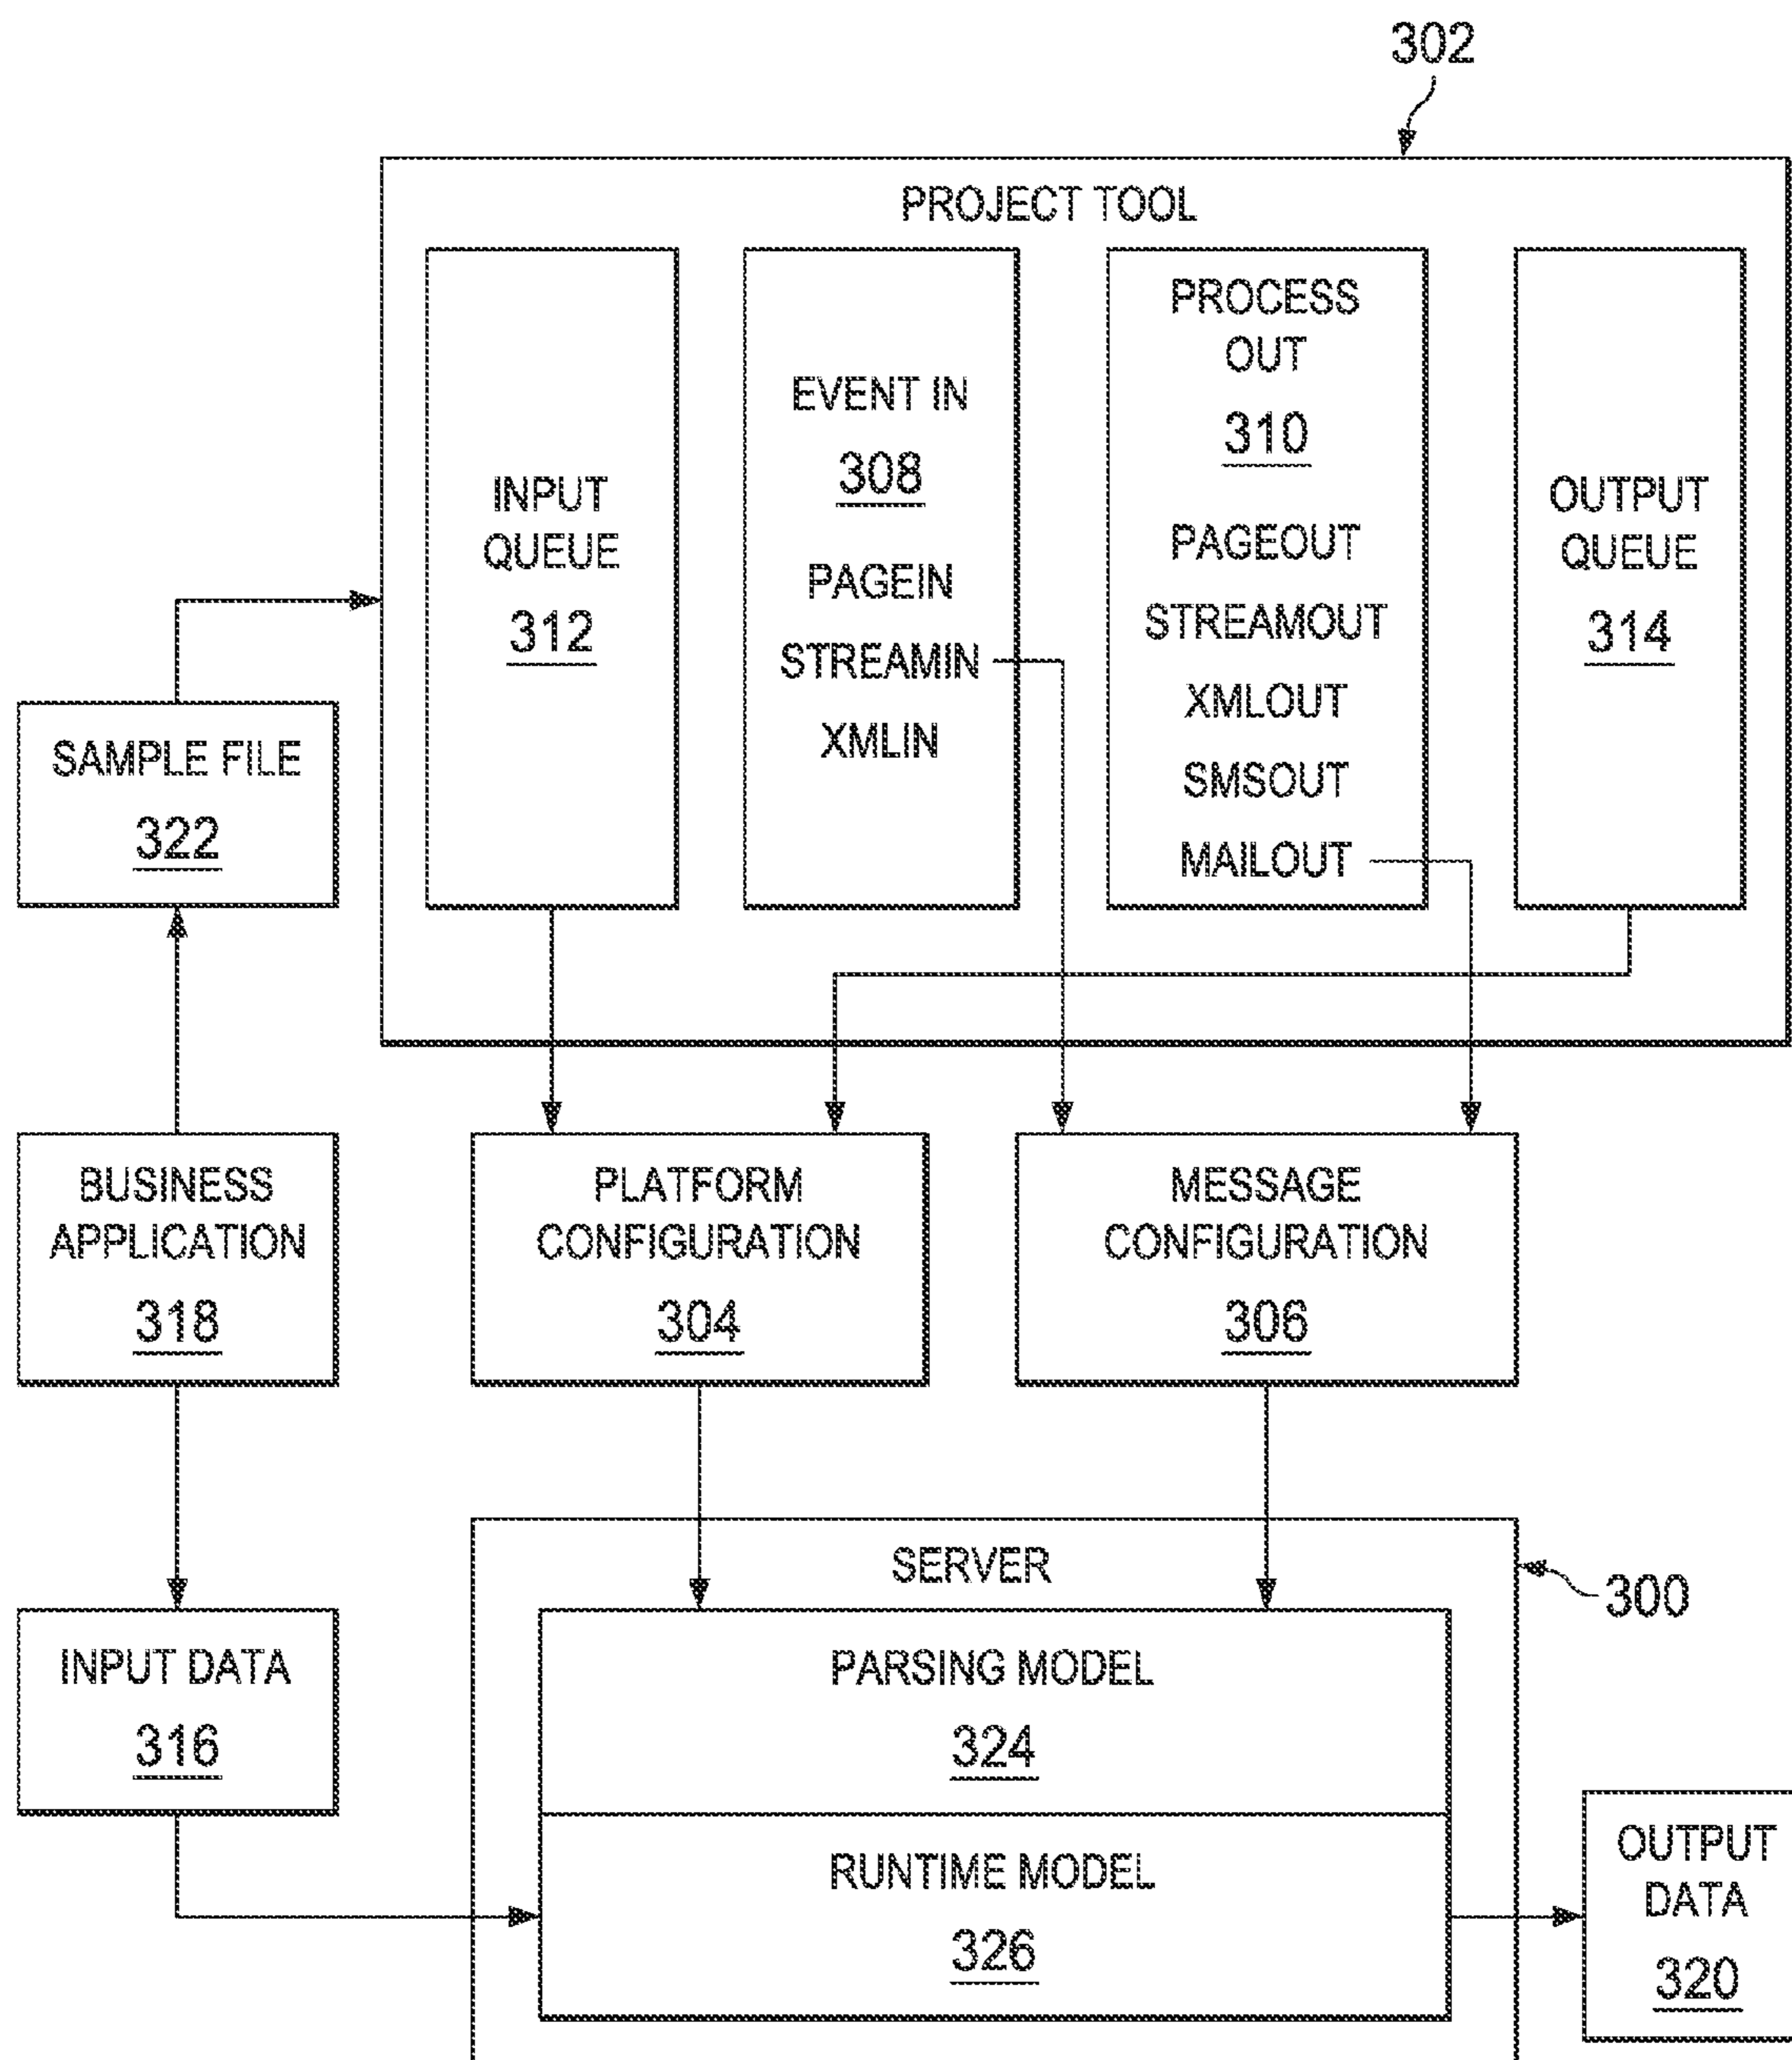 302
PROJECT TOOL
INPUT
QUEUE
312
EVENT IN
308
PAGEIN
STREAMIN
XMLIN
PROCESS
OUT
310
PAGEOUT
STREAMOUT
XMLOUT
SMSOUT
MAILOUT
OUTPUT
QUEUE
314
SAMPLE FILE
322
BUSINESS
APPLICATION
318
PLATFORM
CONFIGURATION
304
MESSAGE
CONFIGURATION
306
SERVER
300
INPUT DATA
316
PARSING MODEL
324
RUNTIME MODEL
326
OUTPUT
DATA
320